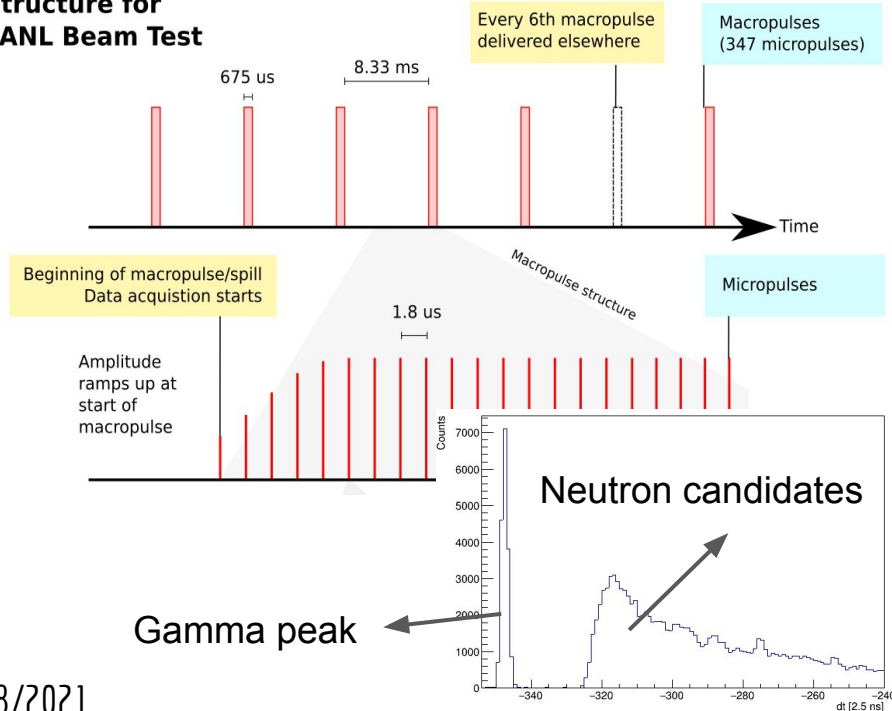 tructure for
ANL Beam Test
Every 6th macropulse
delivered elsewhere
Macropulses
(347 micropulses)
675 us
8.33 ms
Time
Beginning of macropulse/spill
Data acquistion starts
Macropulse structure
Micropulses
1.8 us
Amplitude
ramps up at
start of
macropulse
Counts
7000
6000
5000
4000
3000
2000
1000
0
Neutron candidates
Gamma peak
−340
−320
−300
−280
−260
−240
dt [2.5 ns]
8/2021